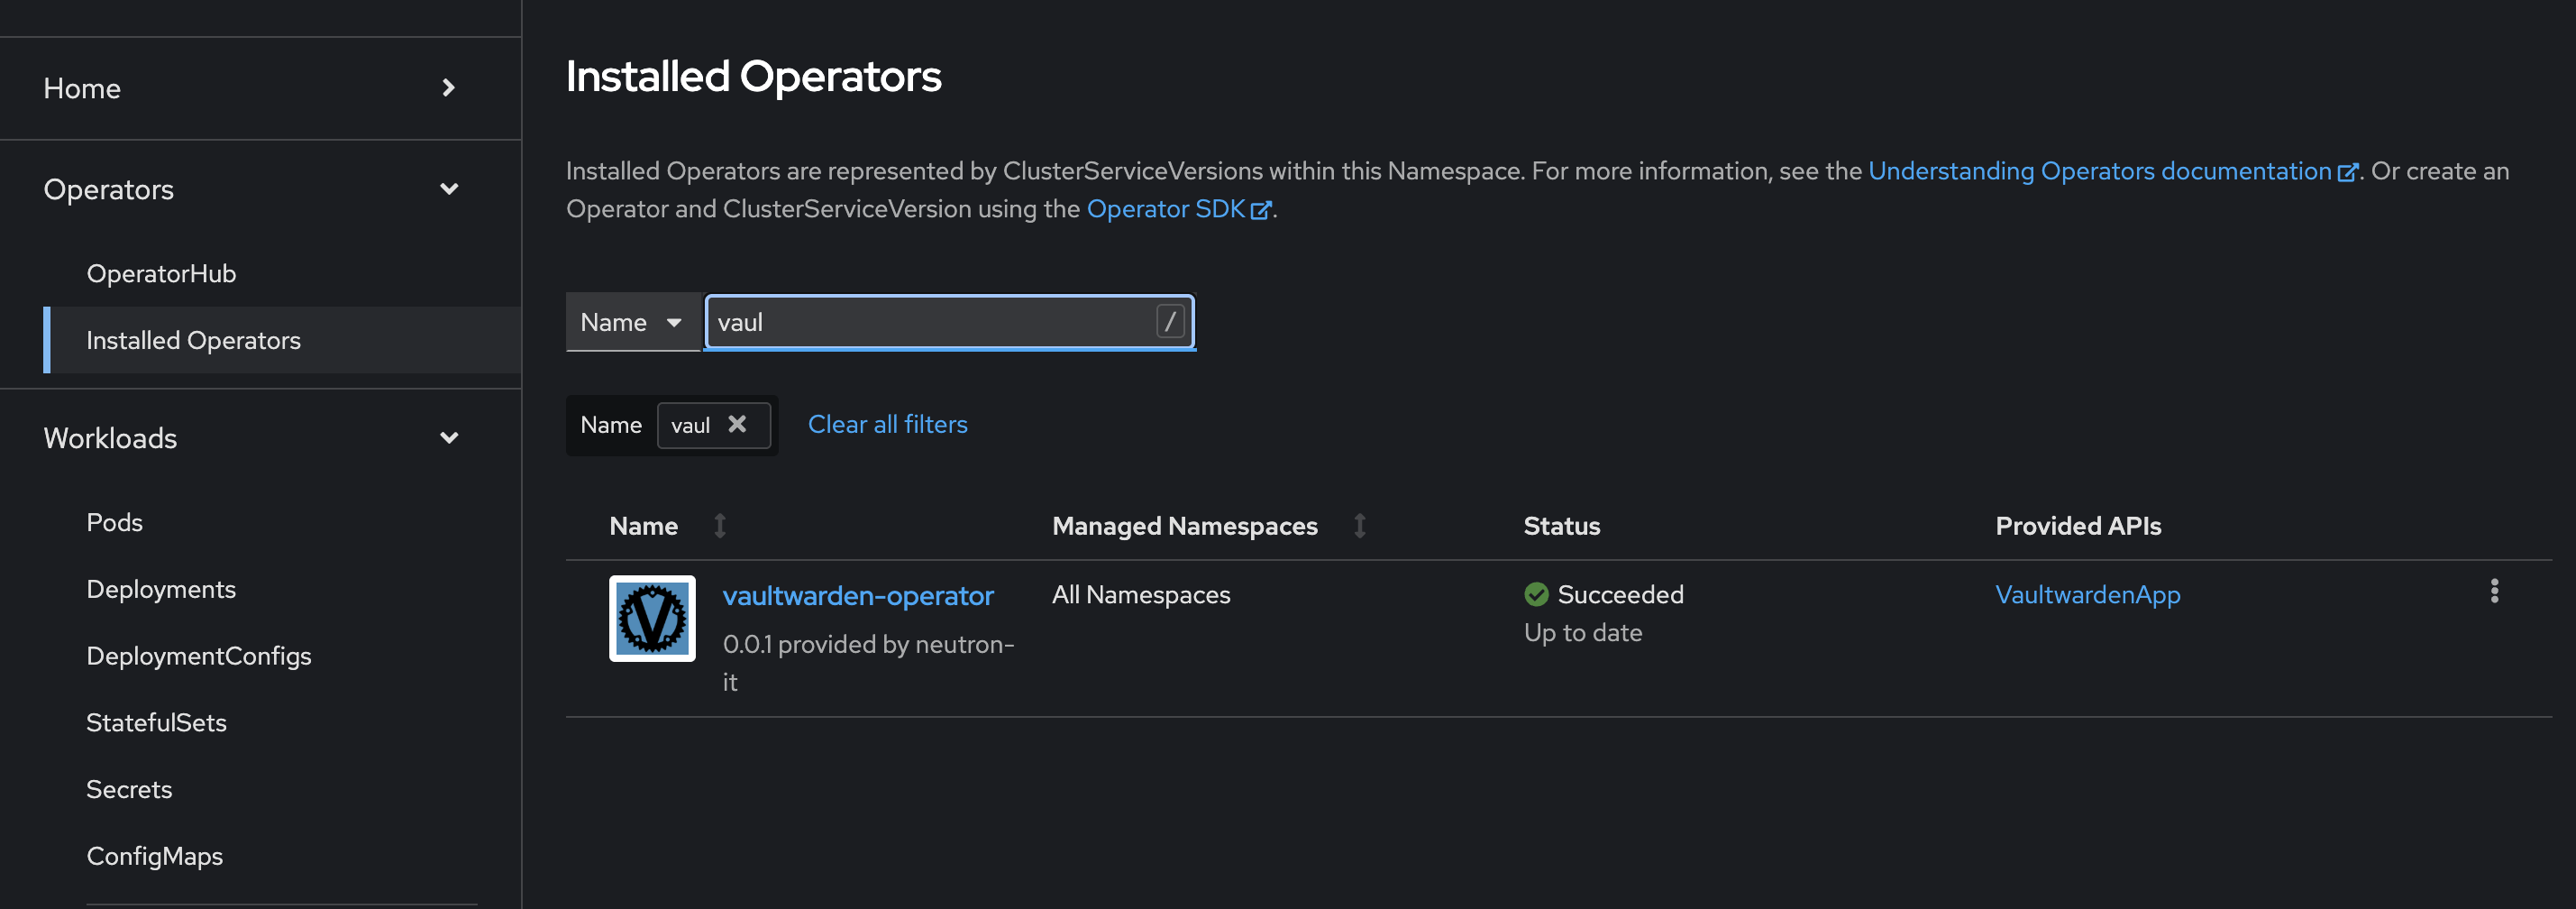 Home
Operators
OperatorHub
Installed Operators
Workloads
Pods
Deployments
DeploymentConfigs
StatefulSets
Secrets
ConfigMaps
Installed Operators
Installed Operators are represented by ClusterServiceVersions within this Namespace. For more information, see the Understanding Operators documentation. Or create an
Operator and ClusterServiceVersion using the Operator SDK.
Name vaul /
Name vaul Clear all filters
Name Managed Namespaces Status Provided APIs
V vaultwarden-operator All Namespaces Succeeded VaultwardenApp
Up to date
0.0.1 provided by neutron-
it